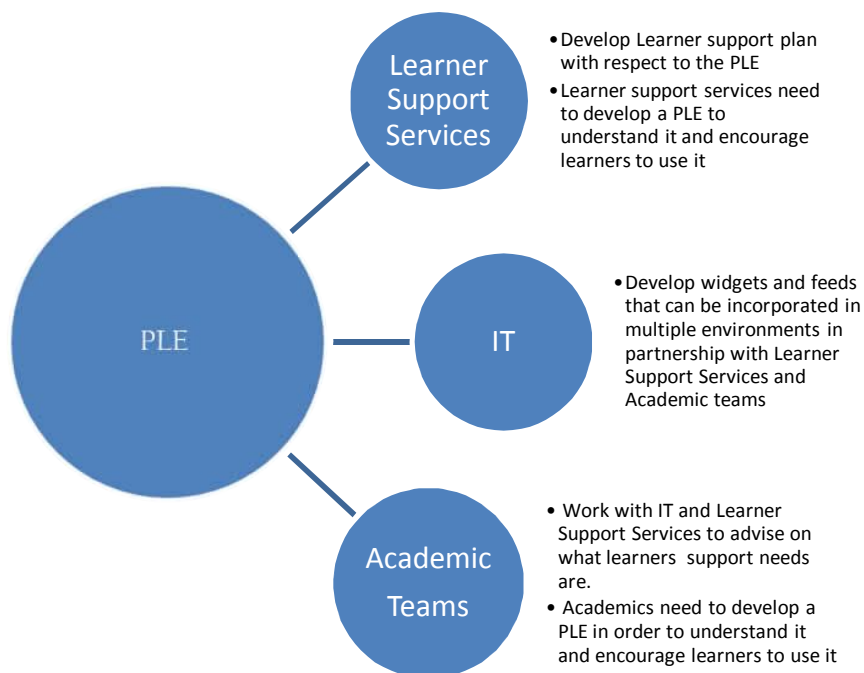 Learner
Support
Services
•Develop Learner support plan
with respect to the PLE
•Learner support services need
to develop a PLE to
understand it and encourage
learners to use it
PLE
IT
•Develop widgets and feeds
that can be incorporated in
multiple environments in
partnership with Learner
Support Services and
Academic teams
Academic
Teams
• Work with IT and Learner
Support Services to advise on
what learners support needs
are.
• Academics need to develop a
PLE in order to understand it
and encourage learners to use it